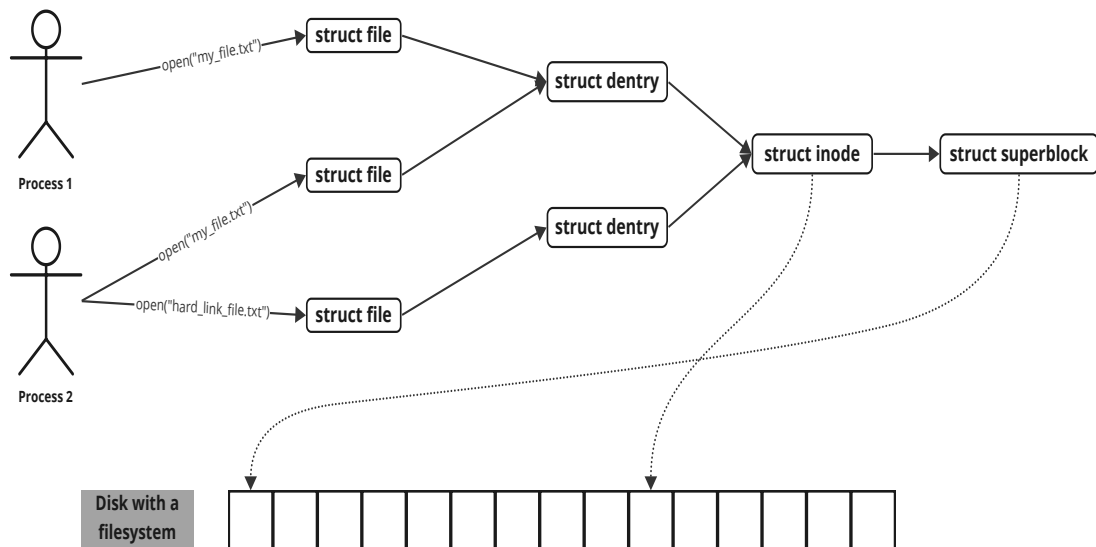 struct file
open("my_file.txt")
struct dentry
struct inode
struct superblock
Process 1
struct file
open("my_file.txt")
struct dentry
open("hard_link_file.txt")
struct file
Process 2
Disk with a
filesystem